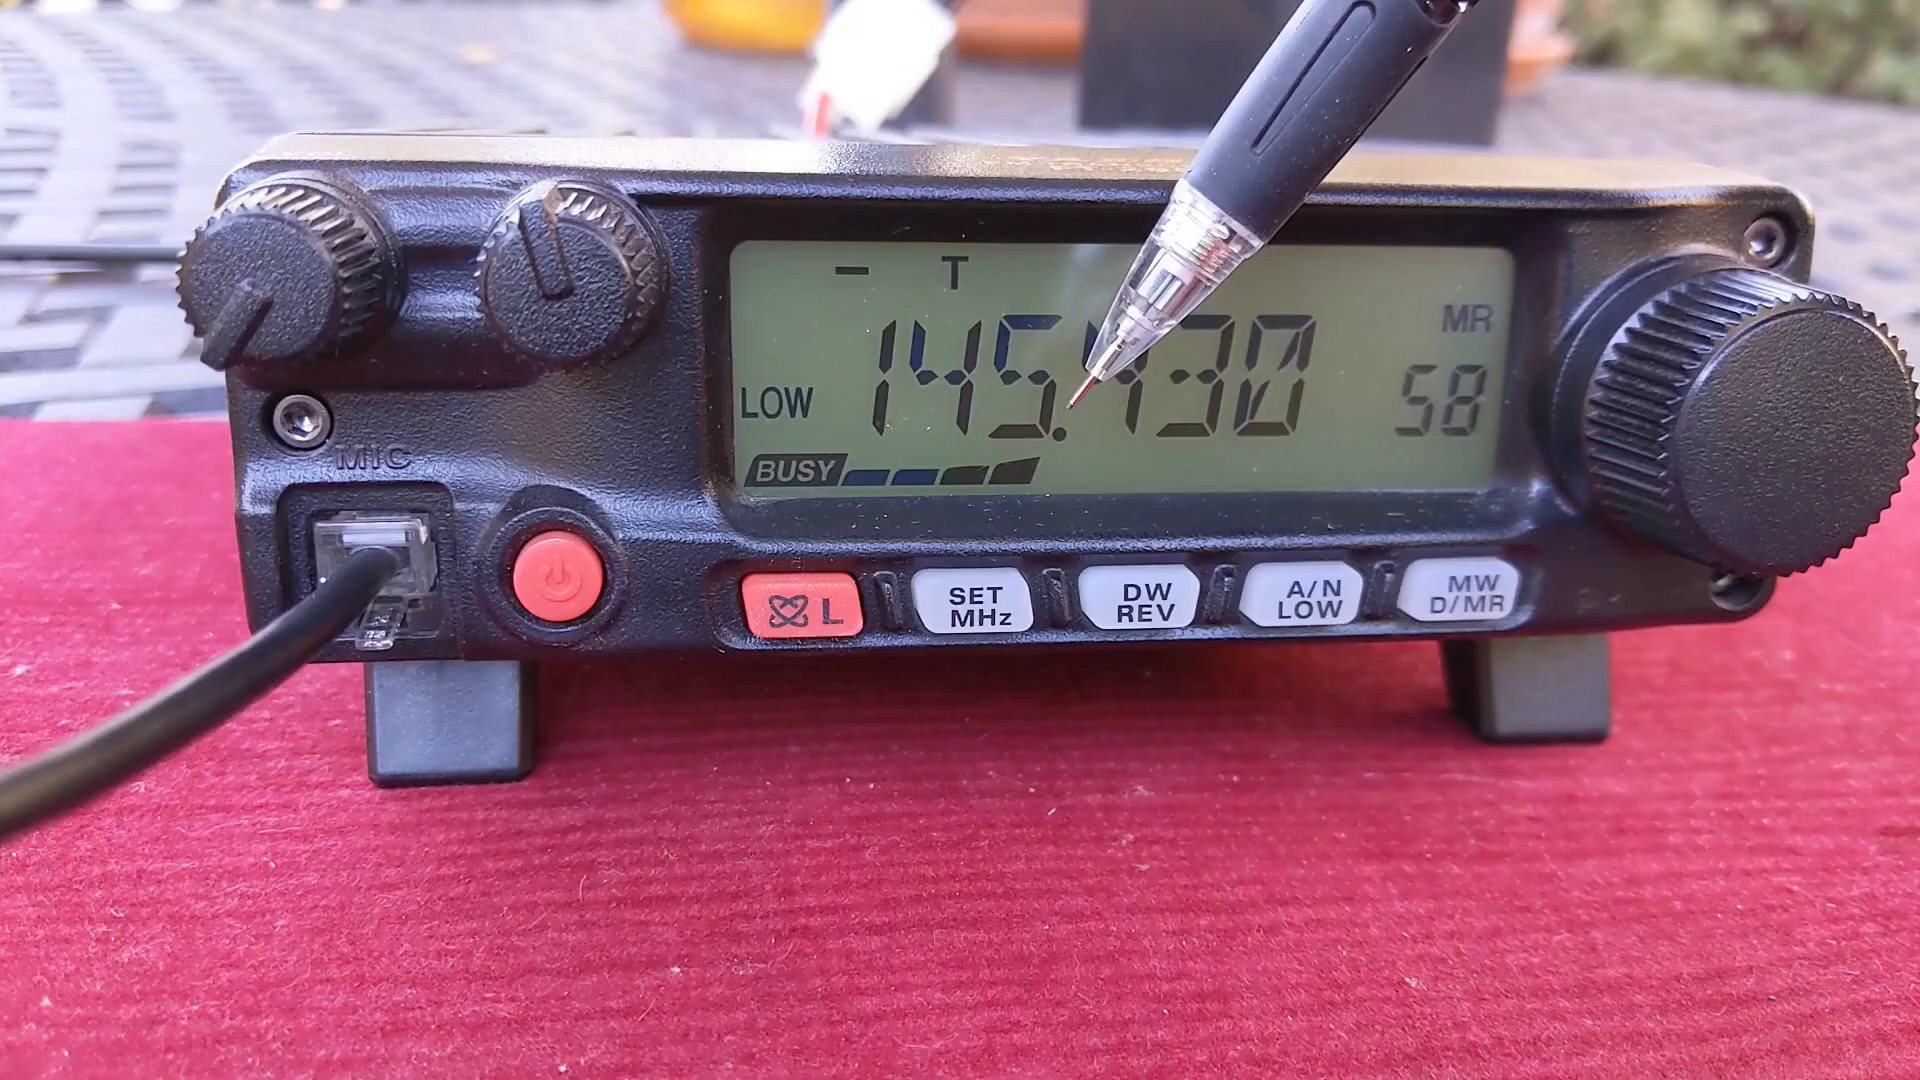 − T
145.430
MR
58
LOW
BUSY
MIC
L
SET
MHz
DW
REV
A/N
LOW
MW
D/MR